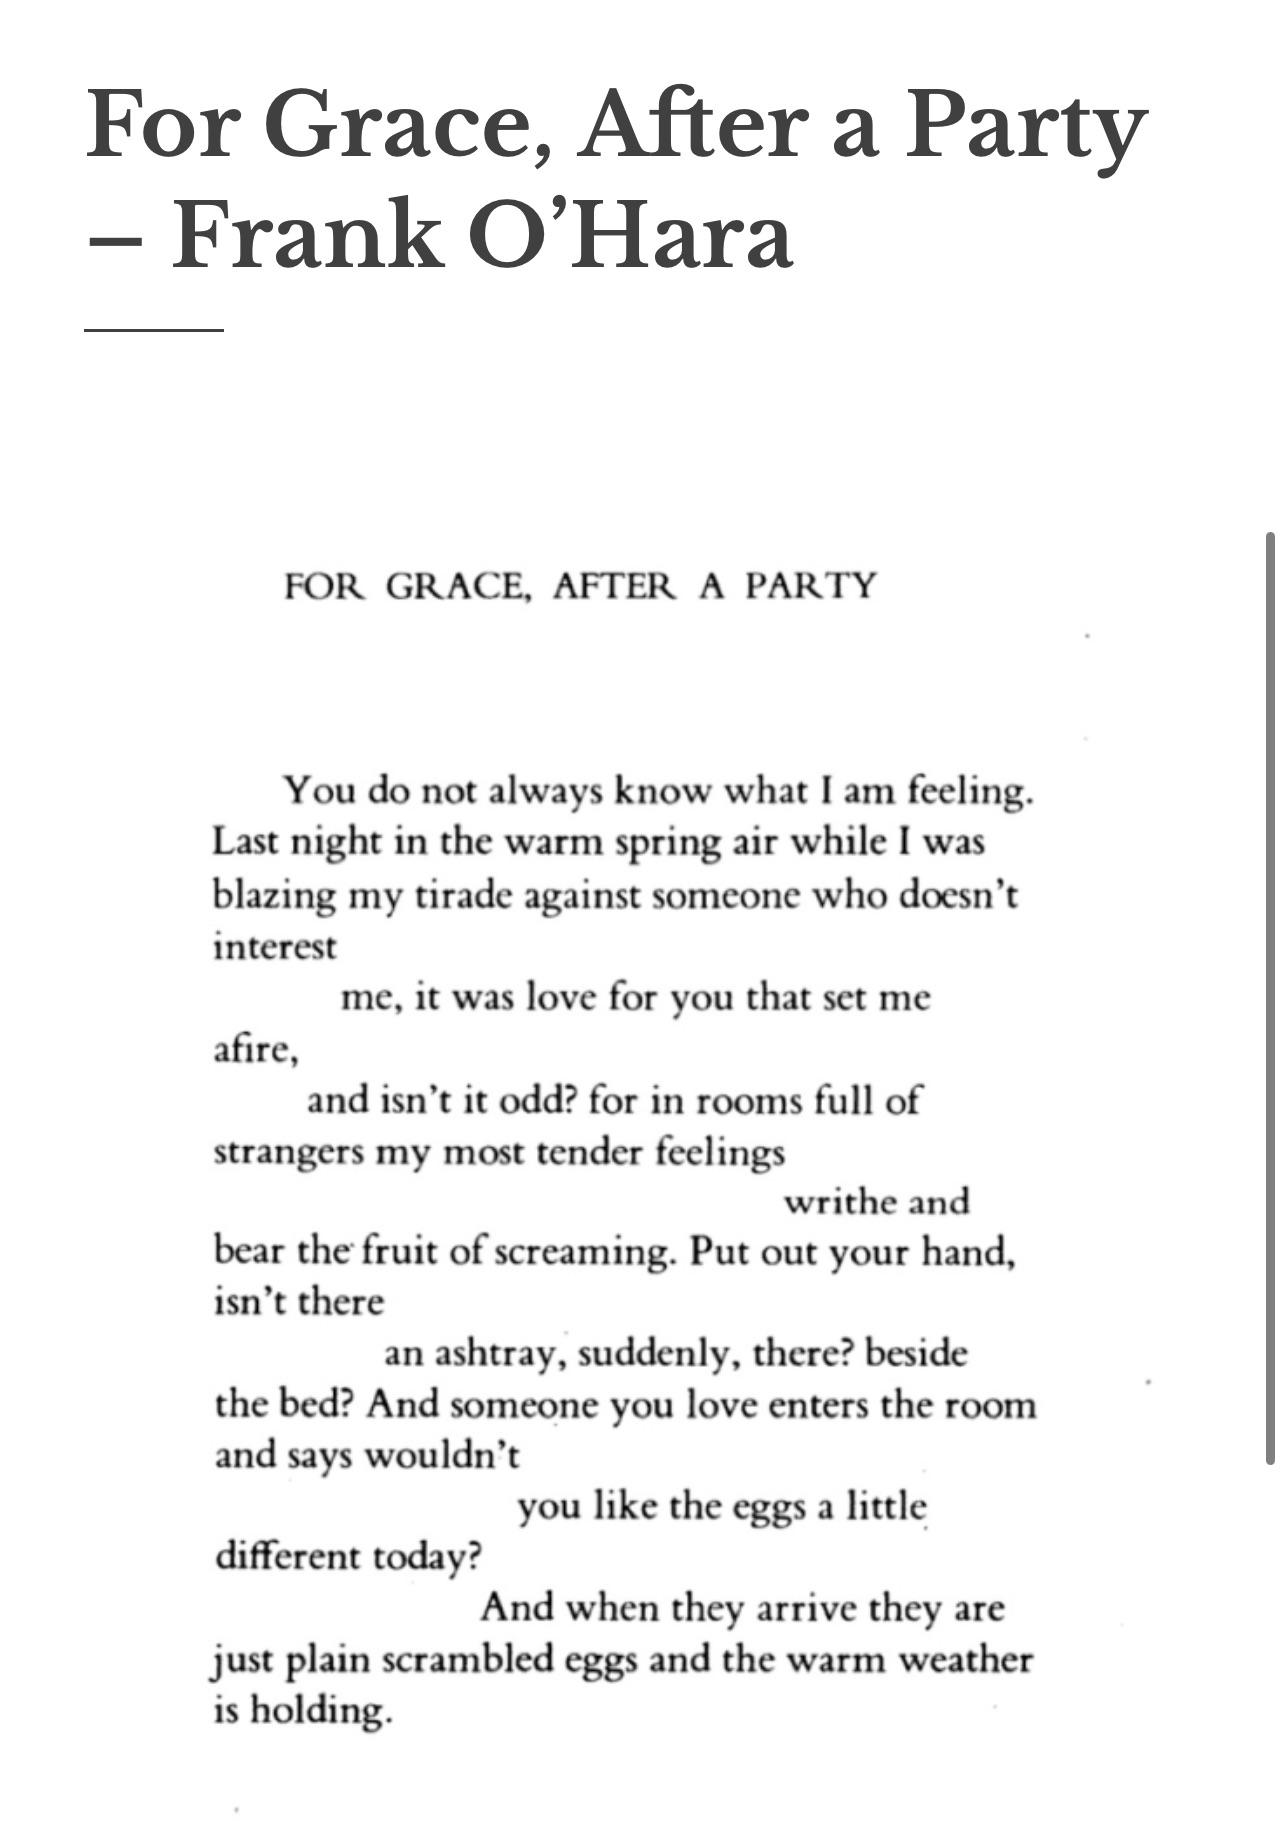 For Grace, After a Party
– Frank O’Hara
FOR GRACE, AFTER A PARTY
You do not always know what I am feeling.
Last night in the warm spring air while I was
blazing my tirade against someone who doesn’t
interest
me, it was love for you that set me
afire,
and isn’t it odd? for in rooms full of
strangers my most tender feelings
writhe and
bear the fruit of screaming. Put out your hand,
isn’t there
an ashtray, suddenly, there? beside
the bed? And someone you love enters the room
and says wouldn’t
you like the eggs a little
different today?
And when they arrive they are
just plain scrambled eggs and the warm weather
is holding.